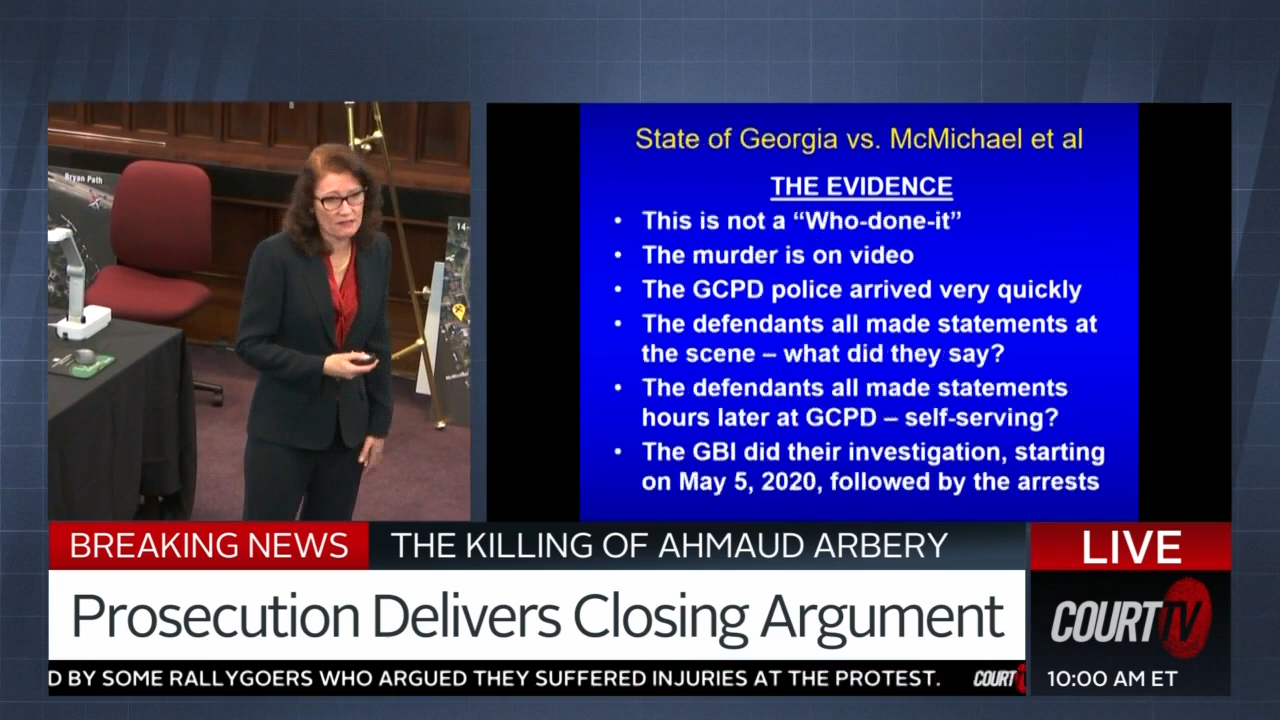 Bryan Path
14-
State of Georgia vs. McMichael et al
THE EVIDENCE
• This is not a “Who-done-it”
• The murder is on video
• The GCPD police arrived very quickly
• The defendants all made statements at
the scene – what did they say?
• The defendants all made statements
hours later at GCPD – self-serving?
• The GBI did their investigation, starting
on May 5, 2020, followed by the arrests
BREAKING NEWS
THE KILLING OF AHMAUD ARBERY
LIVE
Prosecution Delivers Closing Argument
COURT TV
D BY SOME RALLYGOERS WHO ARGUED THEY SUFFERED INJURIES AT THE PROTEST.
COURT
10:00 AM ET